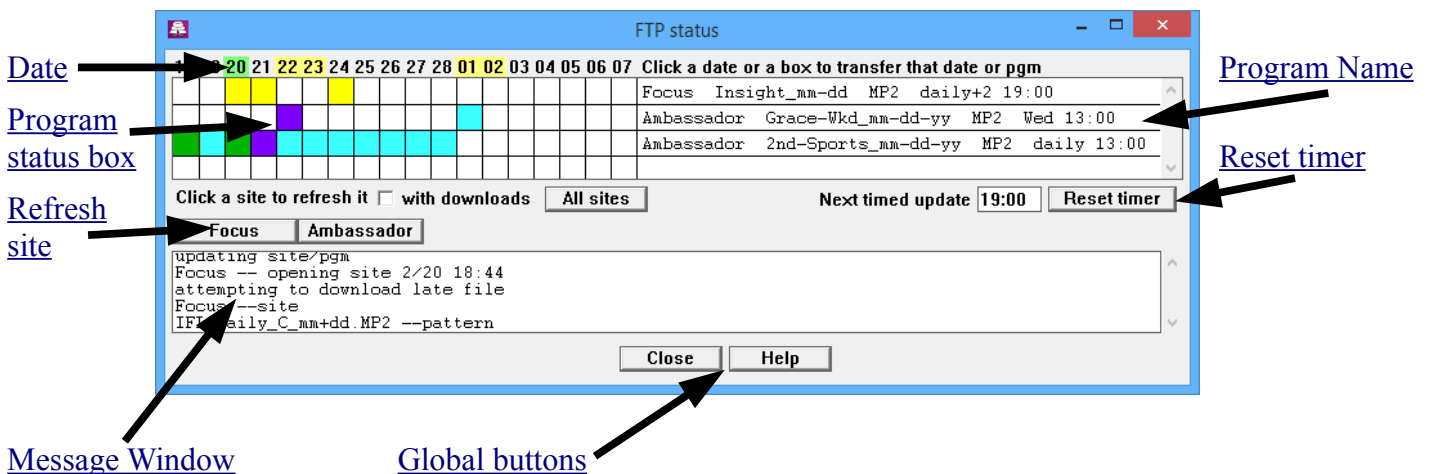 FTP status
Date
20 21 22 23 24 25 26 27 28 01 02 03 04 05 06 07 Click a date or a box to transfer that date or pgm
Program Name
Focus Insight_mm-dd MP2 daily+2 19:00
Program
status box
Ambassador Grace-Wkd_mm-dd-yy MP2 Wed 13:00
Ambassador 2nd-Sports_mm-dd-yy MP2 daily 13:00
Reset timer
Click a site to refresh it with downloads All sites Next timed update 19:00 Reset timer
Refresh
site
Focus Ambassador
updating site/pgm
Focus -- opening site 2/20 18:44
attempting to download late file
Focus --site
IFL_Daily_C_mm+dd.MP2 --pattern
Close Help
Message Window
Global buttons